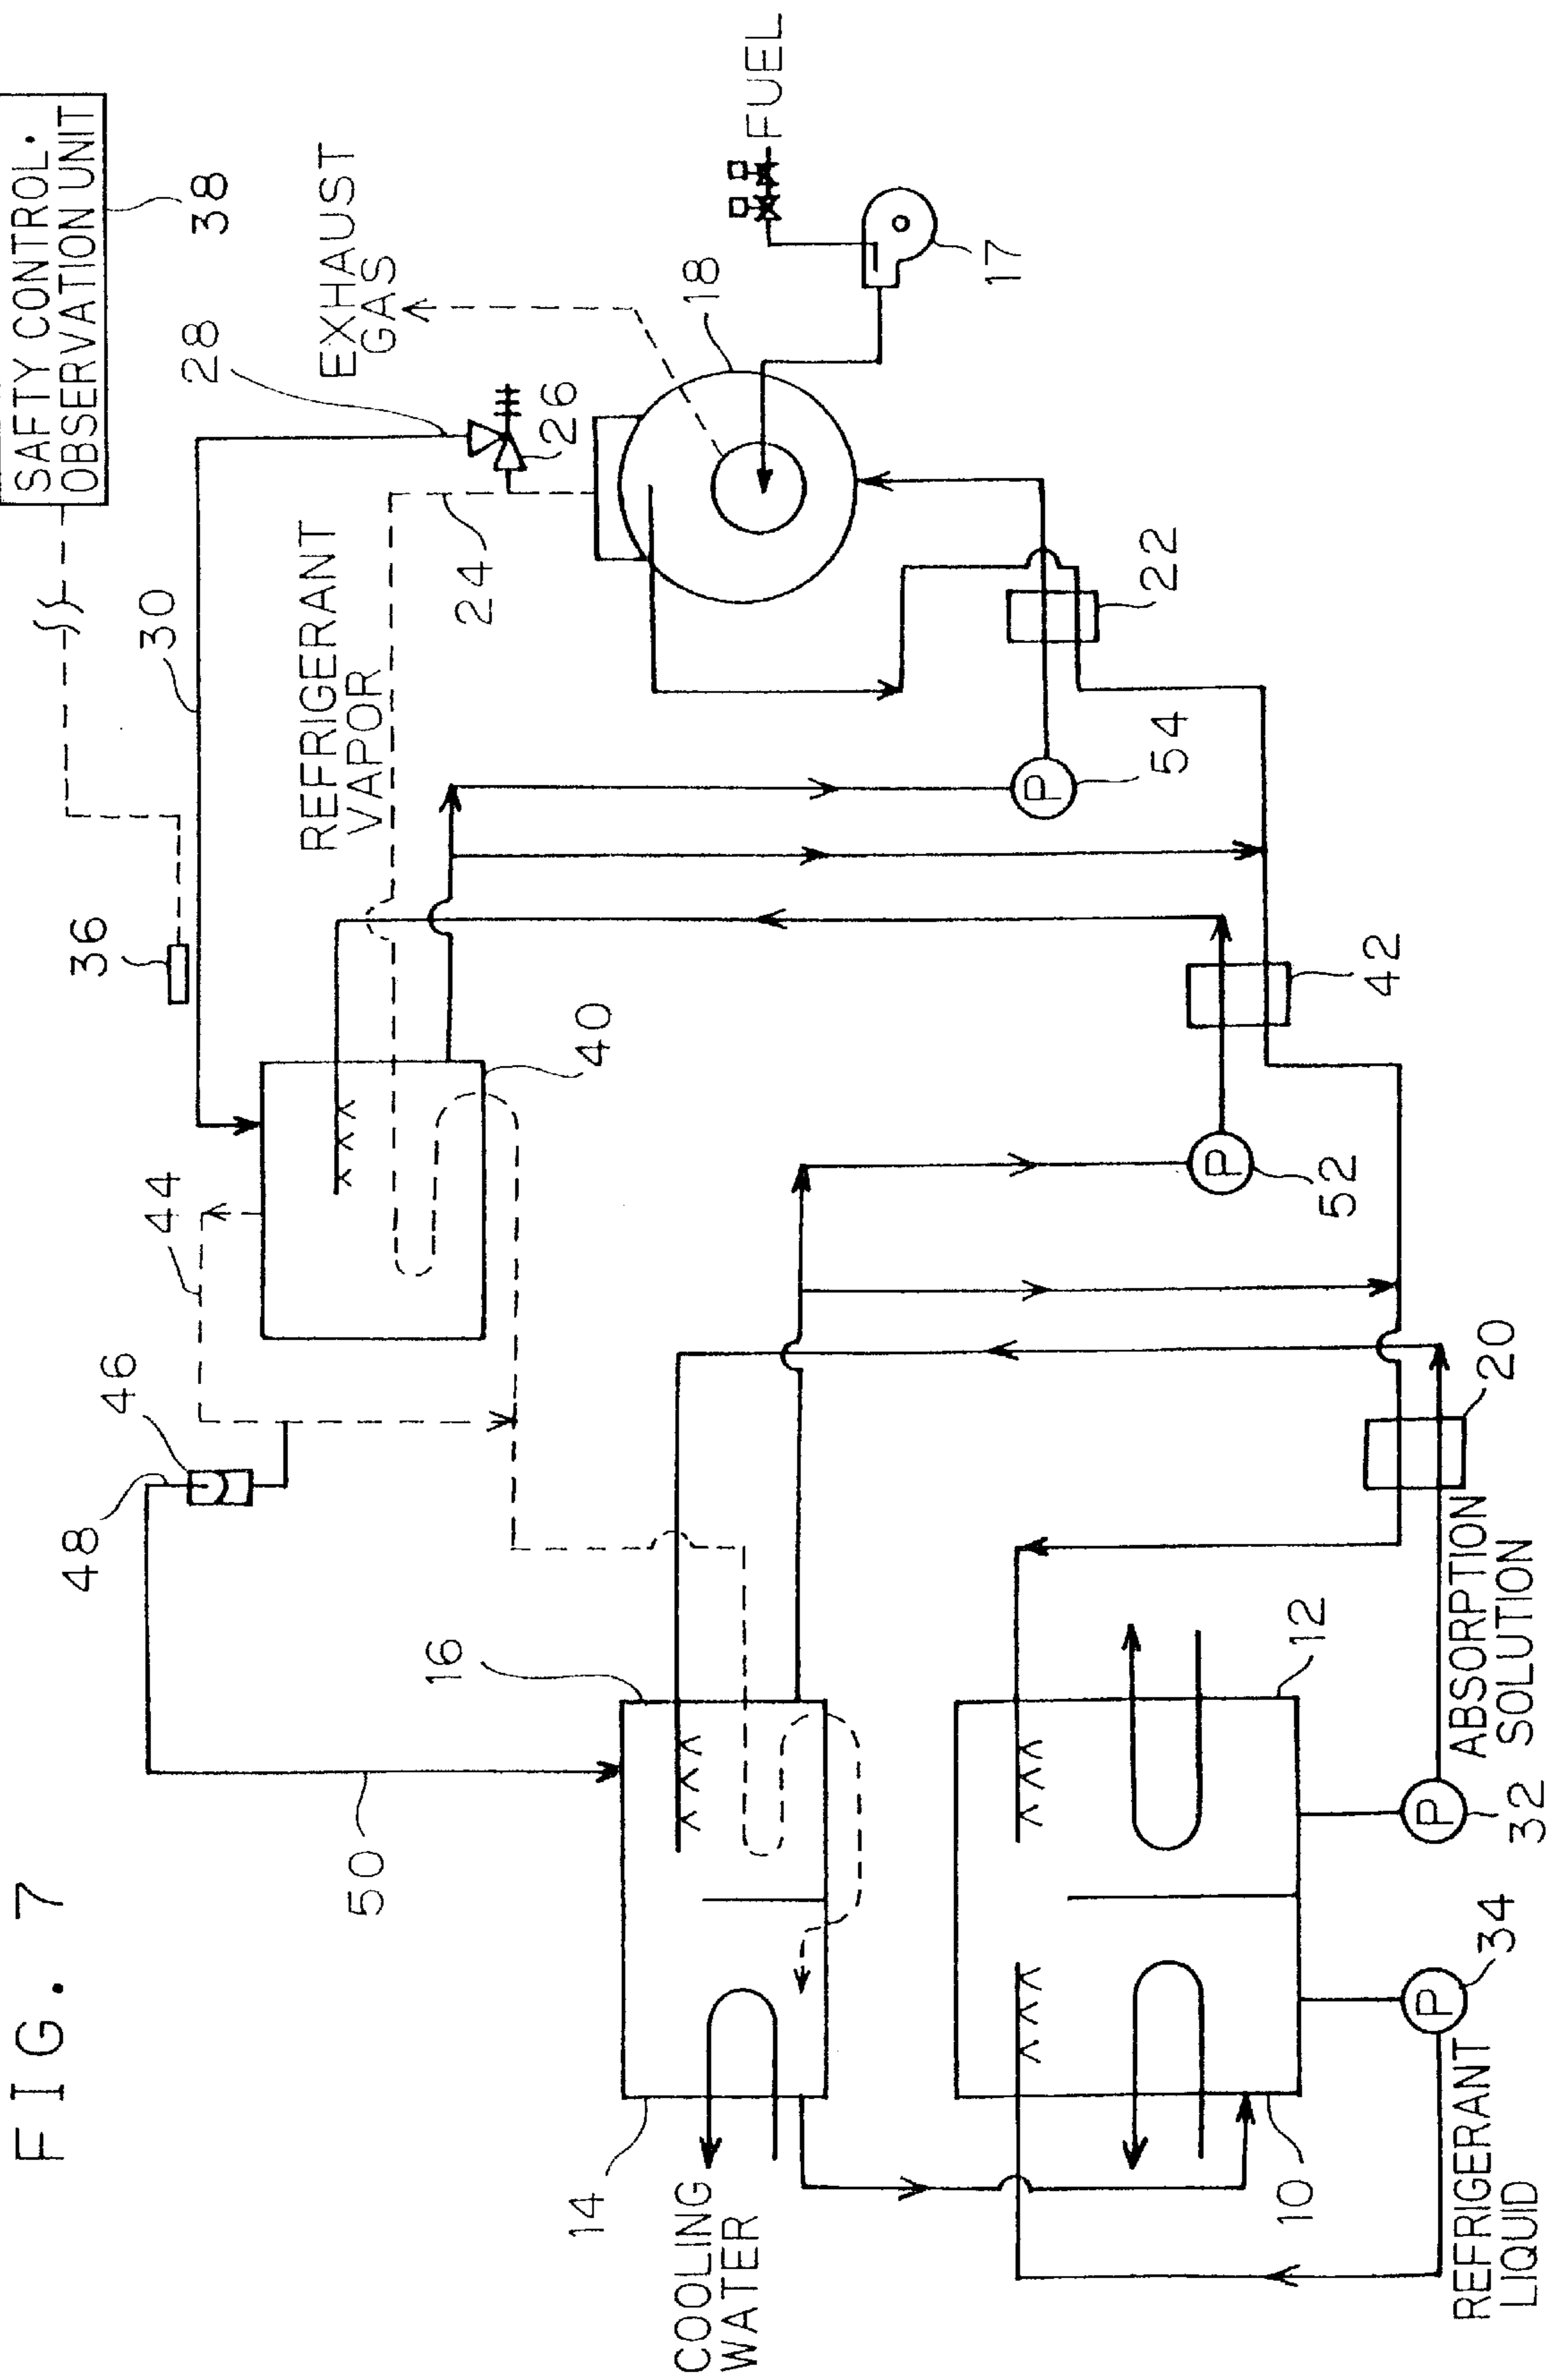 FIG. 7
SAFTY CONTROL.
OBSERVATION UNIT
38
28
30
36
EXHAUST
GAS
FUEL
26
18
17
REFRIGERANT
VAPOR
24
22
54
44
40
42
46
48
52
50
16
20
14
12
COOLING
WATER
ABSORPTION
SOLUTION
10
32
34
REFRIGERANT
LIQUID
P
P
P
P